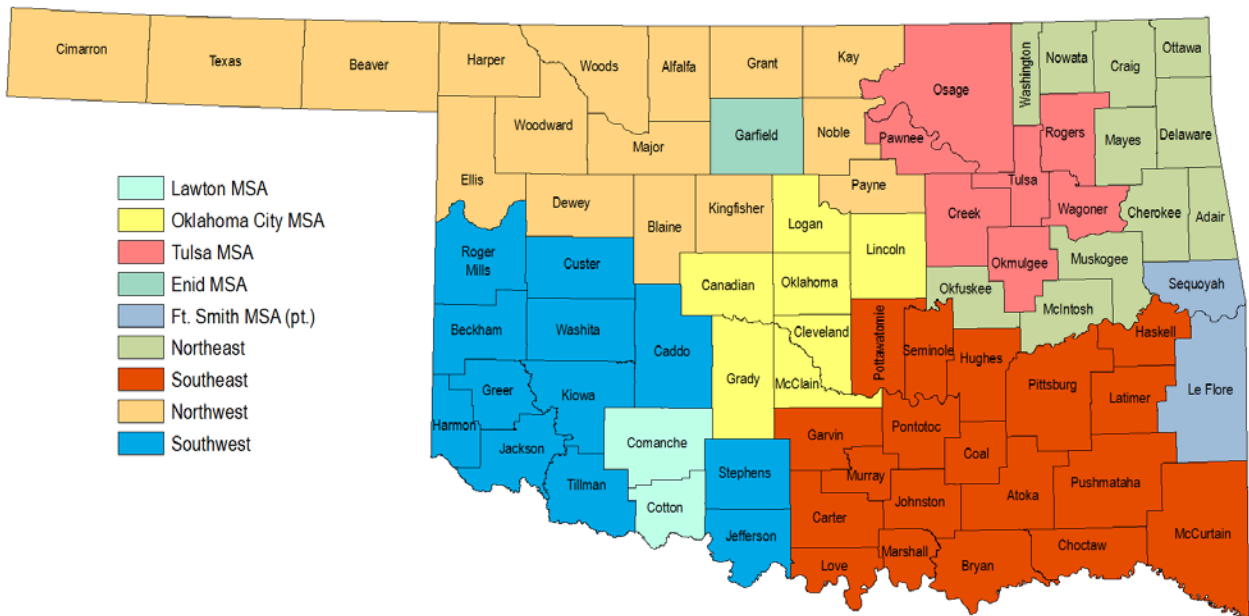 Cimarron
Texas
Beaver
Harper
Woods
Alfalfa
Grant
Kay
Osage
Washington
Nowata
Craig
Ottawa
Woodward
Major
Garfield
Noble
Pawnee
Rogers
Mayes
Delaware
Ellis
Dewey
Blaine
Kingfisher
Logan
Payne
Creek
Tulsa
Wagoner
Cherokee
Adair
Lawton MSA
Oklahoma City MSA
Tulsa MSA
Enid MSA
Ft. Smith MSA (pt.)
Northeast
Southeast
Northwest
Southwest
Roger
Mills
Custer
Canadian
Oklahoma
Lincoln
Okfuskee
Okmulgee
Muskogee
McIntosh
Sequoyah
Beckham
Washita
Caddo
Grady
Cleveland
McClain
Pottawatomie
Seminole
Hughes
Pittsburg
Haskell
Latimer
Le Flore
Harmon
Greer
Kiowa
Jackson
Comanche
Tillman
Cotton
Stephens
Jefferson
Garvin
Murray
Pontotoc
Coal
Carter
Johnston
Atoka
Pushmataha
McCurtain
Love
Marshall
Bryan
Choctaw